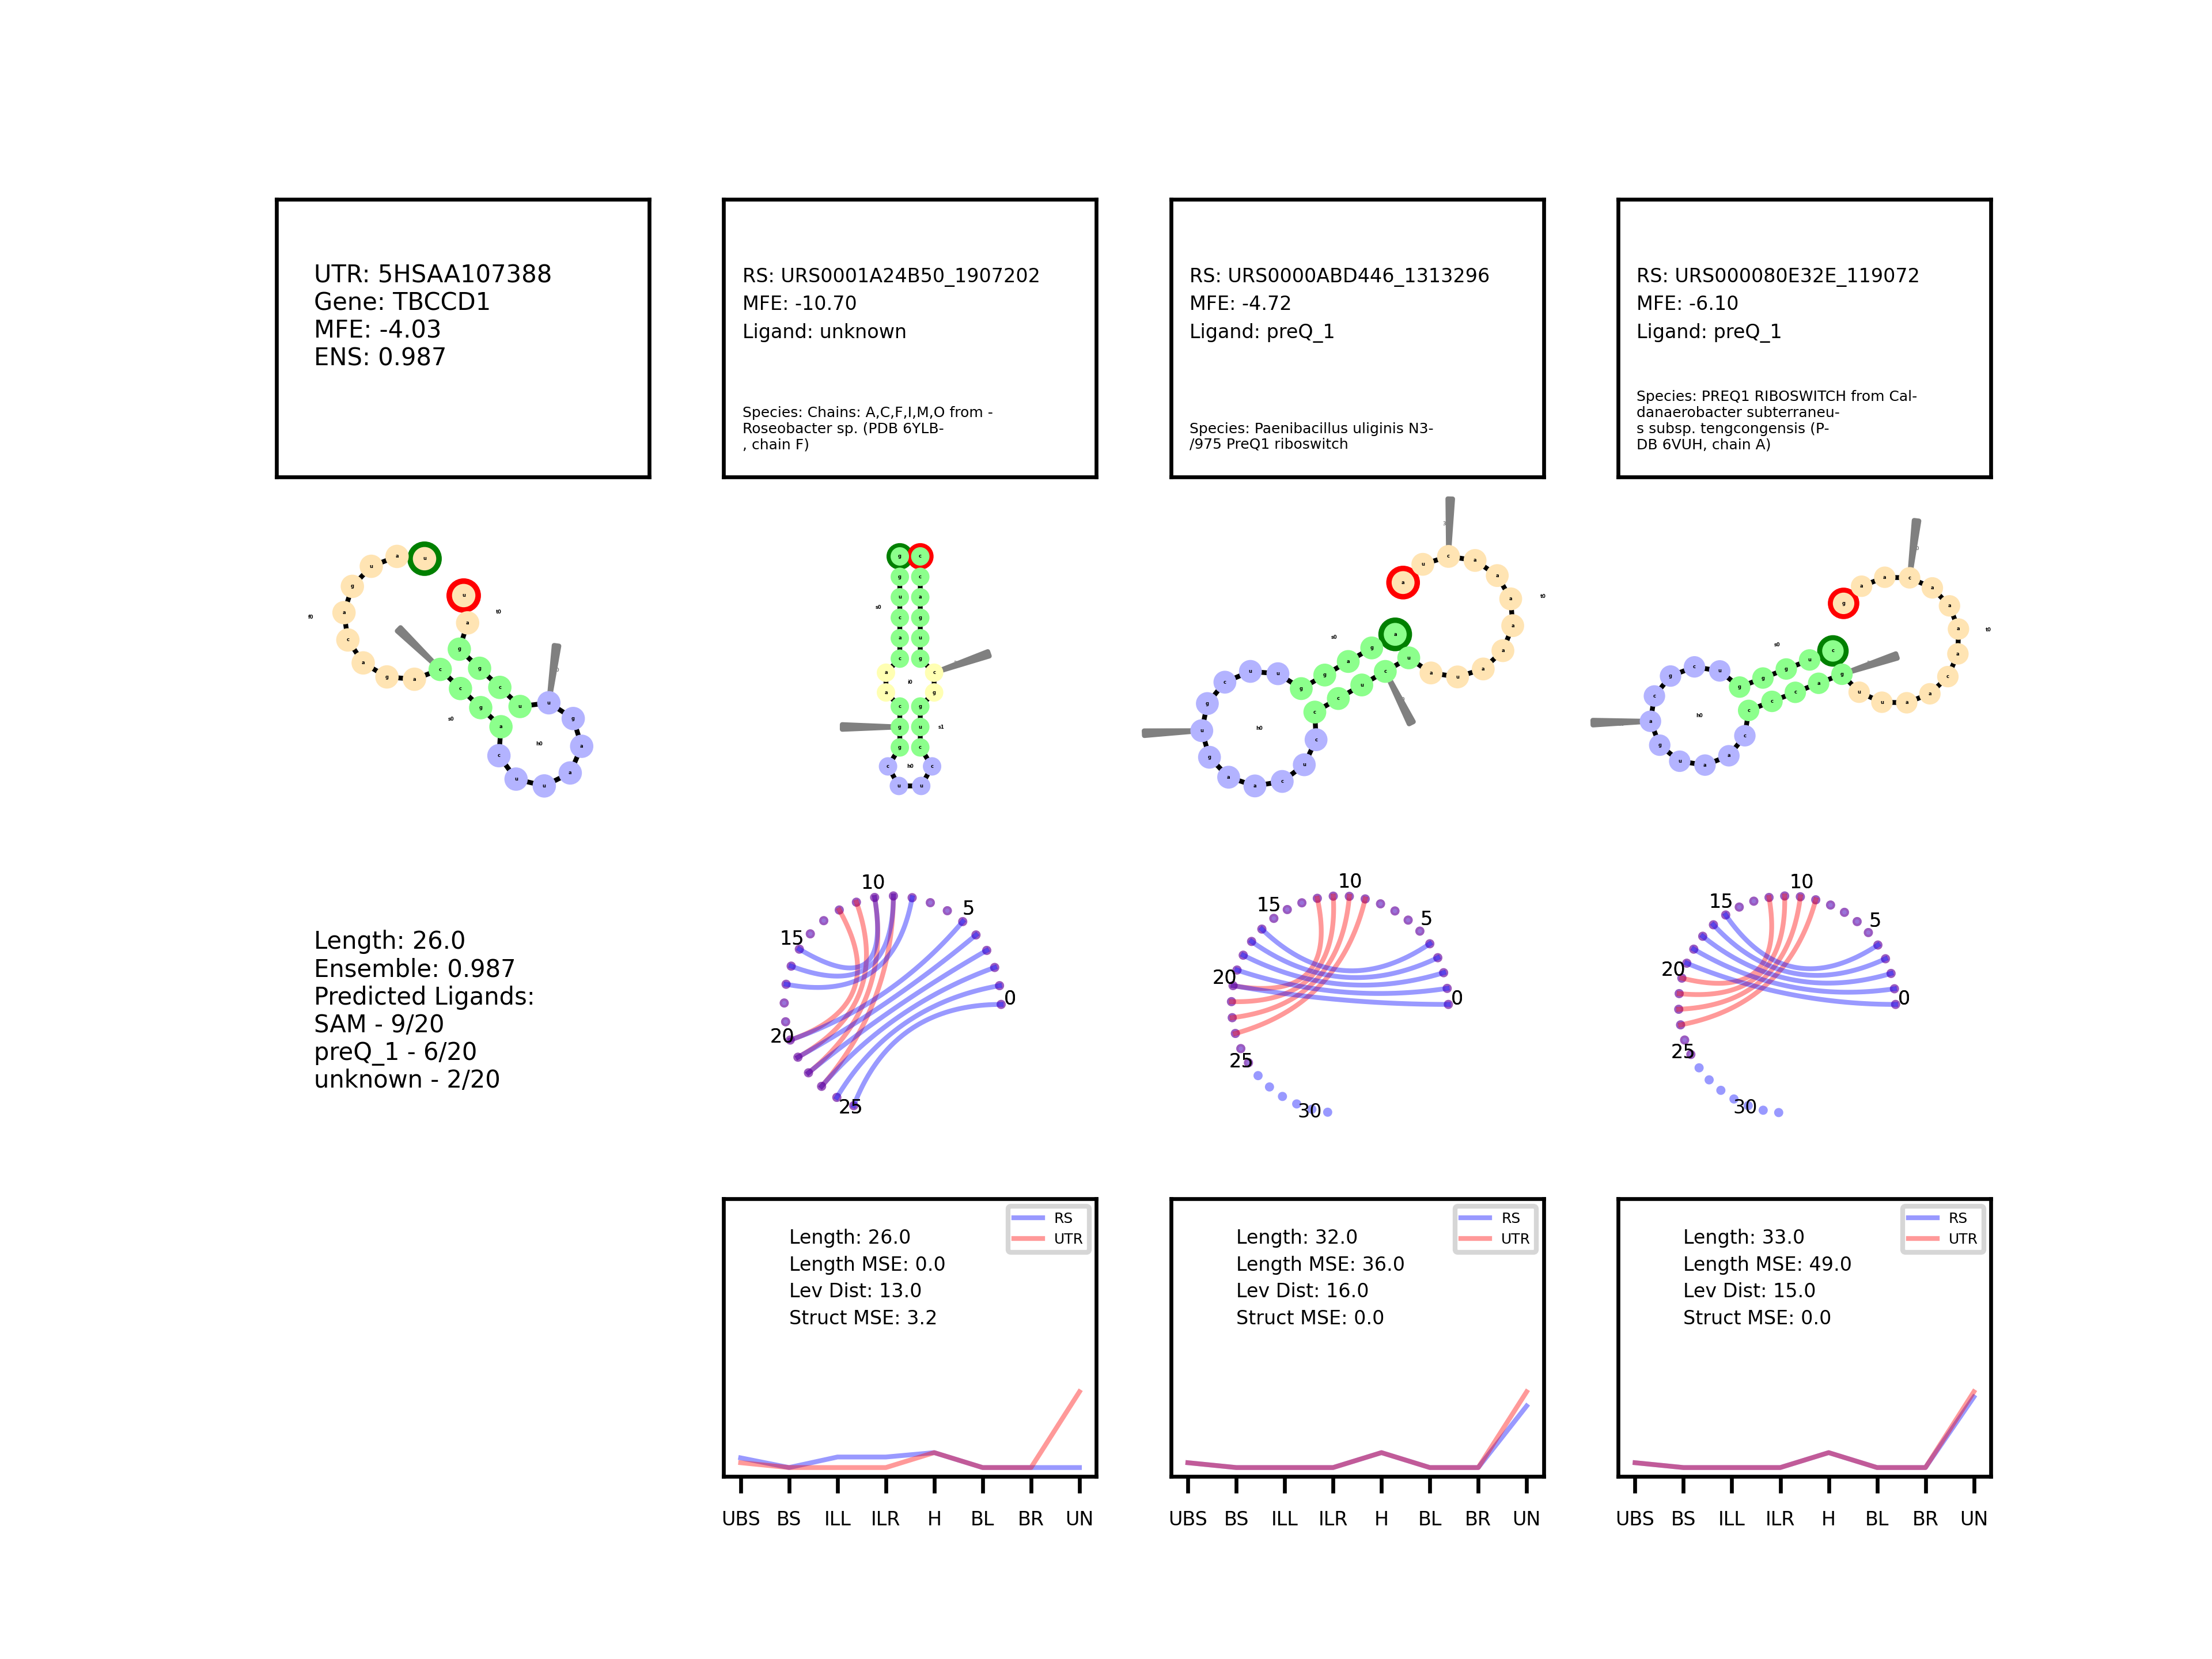 UTR: 5HSAA107388
Gene: TBCCD1
MFE: -4.03
ENS: 0.987
RS: URS0001A24B50_1907202
MFE: -10.70
Ligand: unknown
Species: Chains: A,C,F,I,M,O from -
Roseobacter sp. (PDB 6YLB-
, chain F)
RS: URS0000ABD446_1313296
MFE: -4.72
Ligand: preQ_1
Species: Paenibacillus uliginis N3-
/975 PreQ1 riboswitch
RS: URS000080E32E_119072
MFE: -6.10
Ligand: preQ_1
Species: PREQ1 RIBOSWITCH from Cal-
danaerobacter subterraneu-
s subsp. tengcongensis (P-
DB 6VUH, chain A)
Length: 26.0
Ensemble: 0.987
Predicted Ligands:
SAM - 9/20
preQ_1 - 6/20
unknown - 2/20
0
5
10
15
20
25
0
5
10
15
20
25
30
0
5
10
15
20
25
30
RS
UTR
Length: 26.0
Length MSE: 0.0
Lev Dist: 13.0
Struct MSE: 3.2
UBS BS ILL ILR H BL BR UN
RS
UTR
Length: 32.0
Length MSE: 36.0
Lev Dist: 16.0
Struct MSE: 0.0
UBS BS ILL ILR H BL BR UN
RS
UTR
Length: 33.0
Length MSE: 49.0
Lev Dist: 15.0
Struct MSE: 0.0
UBS BS ILL ILR H BL BR UN